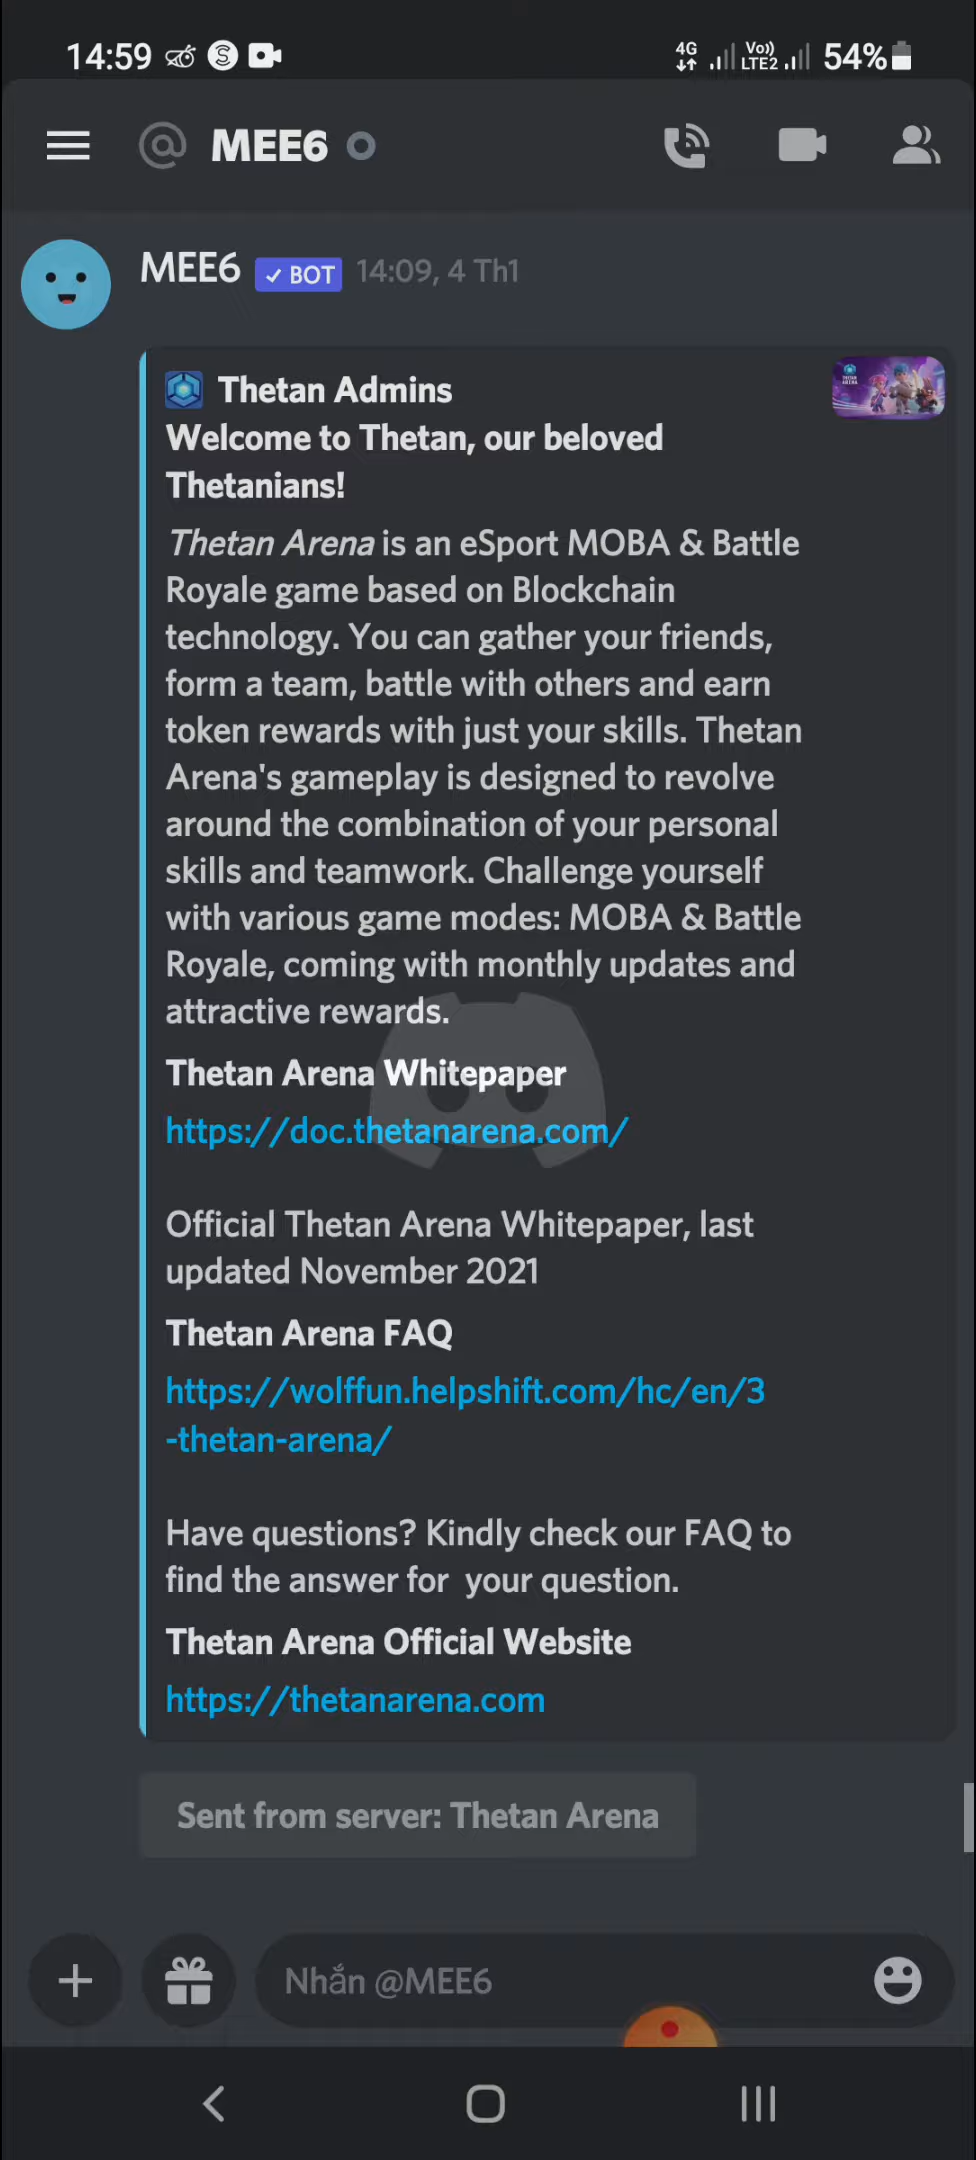 14:59
4G
Vo))
LTE2
54%
@ MEE6
MEE6 ✓ BOT 14:09, 4 Th1
Thetan Admins
Welcome to Thetan, our beloved
Thetanians!
Thetan Arena is an eSport MOBA & Battle
Royale game based on Blockchain
technology. You can gather your friends,
form a team, battle with others and earn
token rewards with just your skills. Thetan
Arena's gameplay is designed to revolve
around the combination of your personal
skills and teamwork. Challenge yourself
with various game modes: MOBA & Battle
Royale, coming with monthly updates and
attractive rewards.
Thetan Arena Whitepaper
https://doc.thetanarena.com/
Official Thetan Arena Whitepaper, last
updated November 2021
Thetan Arena FAQ
https://wolffun.helpshift.com/hc/en/3
-thetan-arena/
Have questions? Kindly check our FAQ to
find the answer for  your question.
Thetan Arena Official Website
https://thetanarena.com
Sent from server: Thetan Arena
Nhắn @MEE6